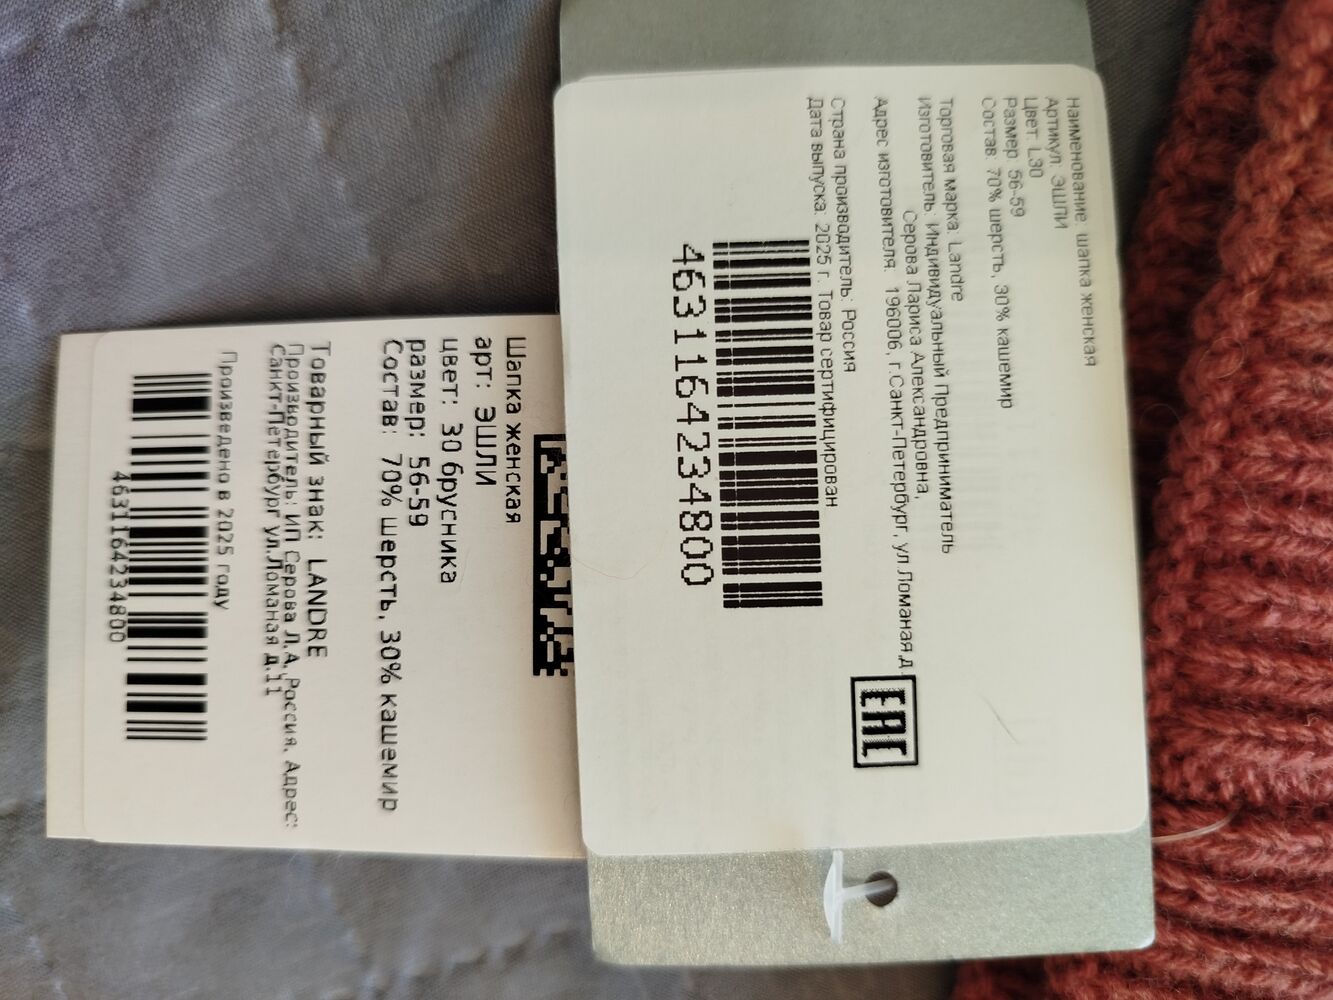 Наименование: шапка женская
Артикул: ЭШЛИ
Цвет: L30
Размер: 56-59
Состав: 70% шерсть, 30% кашемир
Торговая марка: Landre
Изготовитель: Индивидуальный Предприниматель
Серова Лариса Александровна,
Адрес изготовителя: 196006, г.Санкт-Петербург, ул.Ломаная д
Страна производитель: Россия
Дата выпуска: 2025 г. Товар сертифицирован
4631164234800
EAC
Шапка женская
арт: ЭШЛИ
цвет: 30 брусника
размер: 56-59
Состав: 70% шерсть, 30% кашемир
Товарный знак: LANDRE
Производитель: ИП Серова Л.А, Россия, Адрес:
Санкт-Петербург ул.Ломаная д.11
Произведено в 2025 году
4631164234800